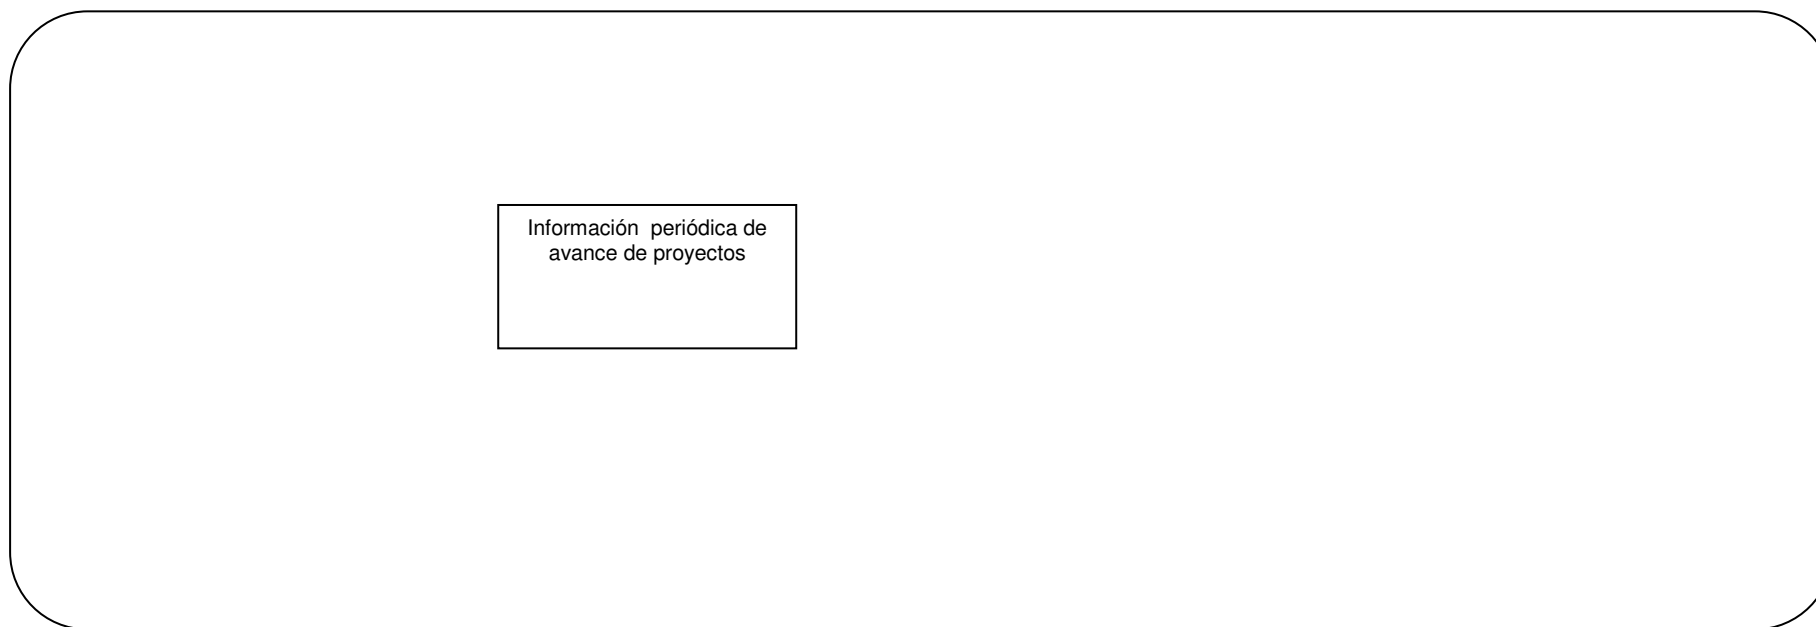 Información  periódica de
avance de proyectos